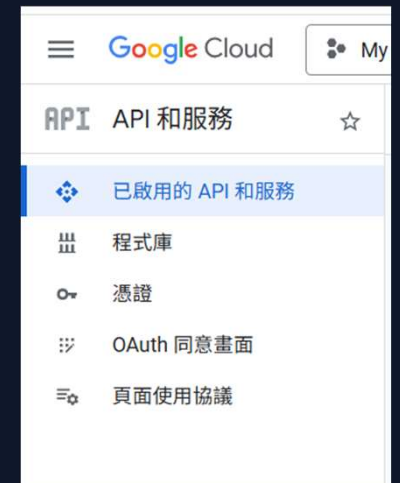 Google Cloud
My
API API 和服務
已啟用的 API 和服務
程式庫
憑證
OAuth 同意畫面
頁面使用協議